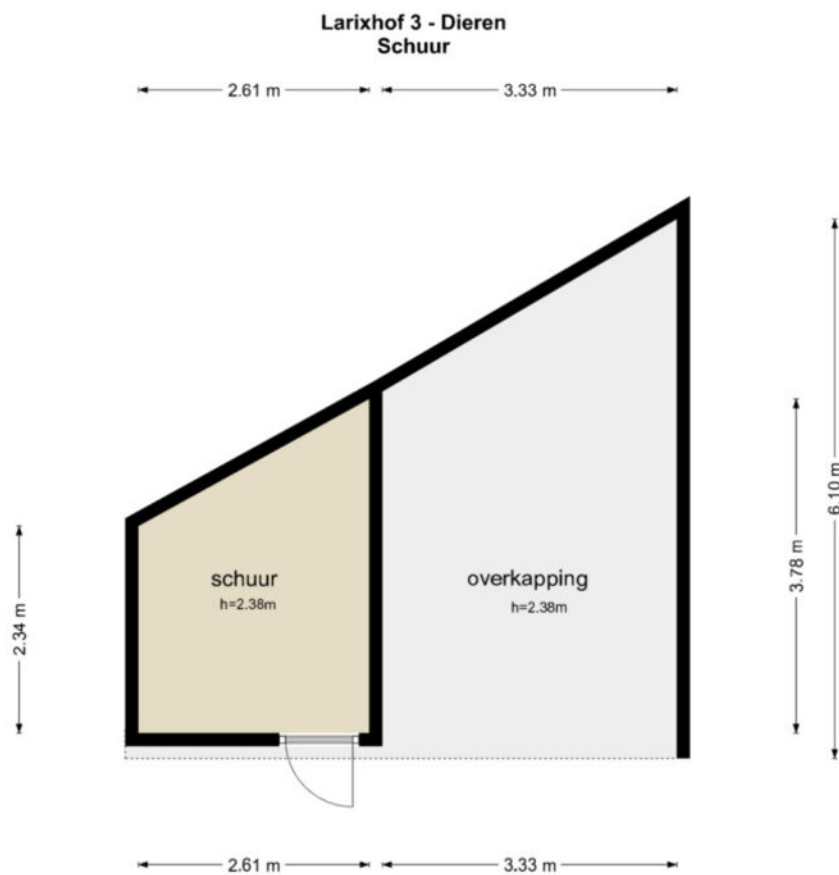 Larixhof 3 - Dieren
Schuur
2.61 m
3.33 m
schuur
h=2.38m
overkapping
h=2.38m
2.34 m
3.78 m
6.10 m
2.61 m
3.33 m